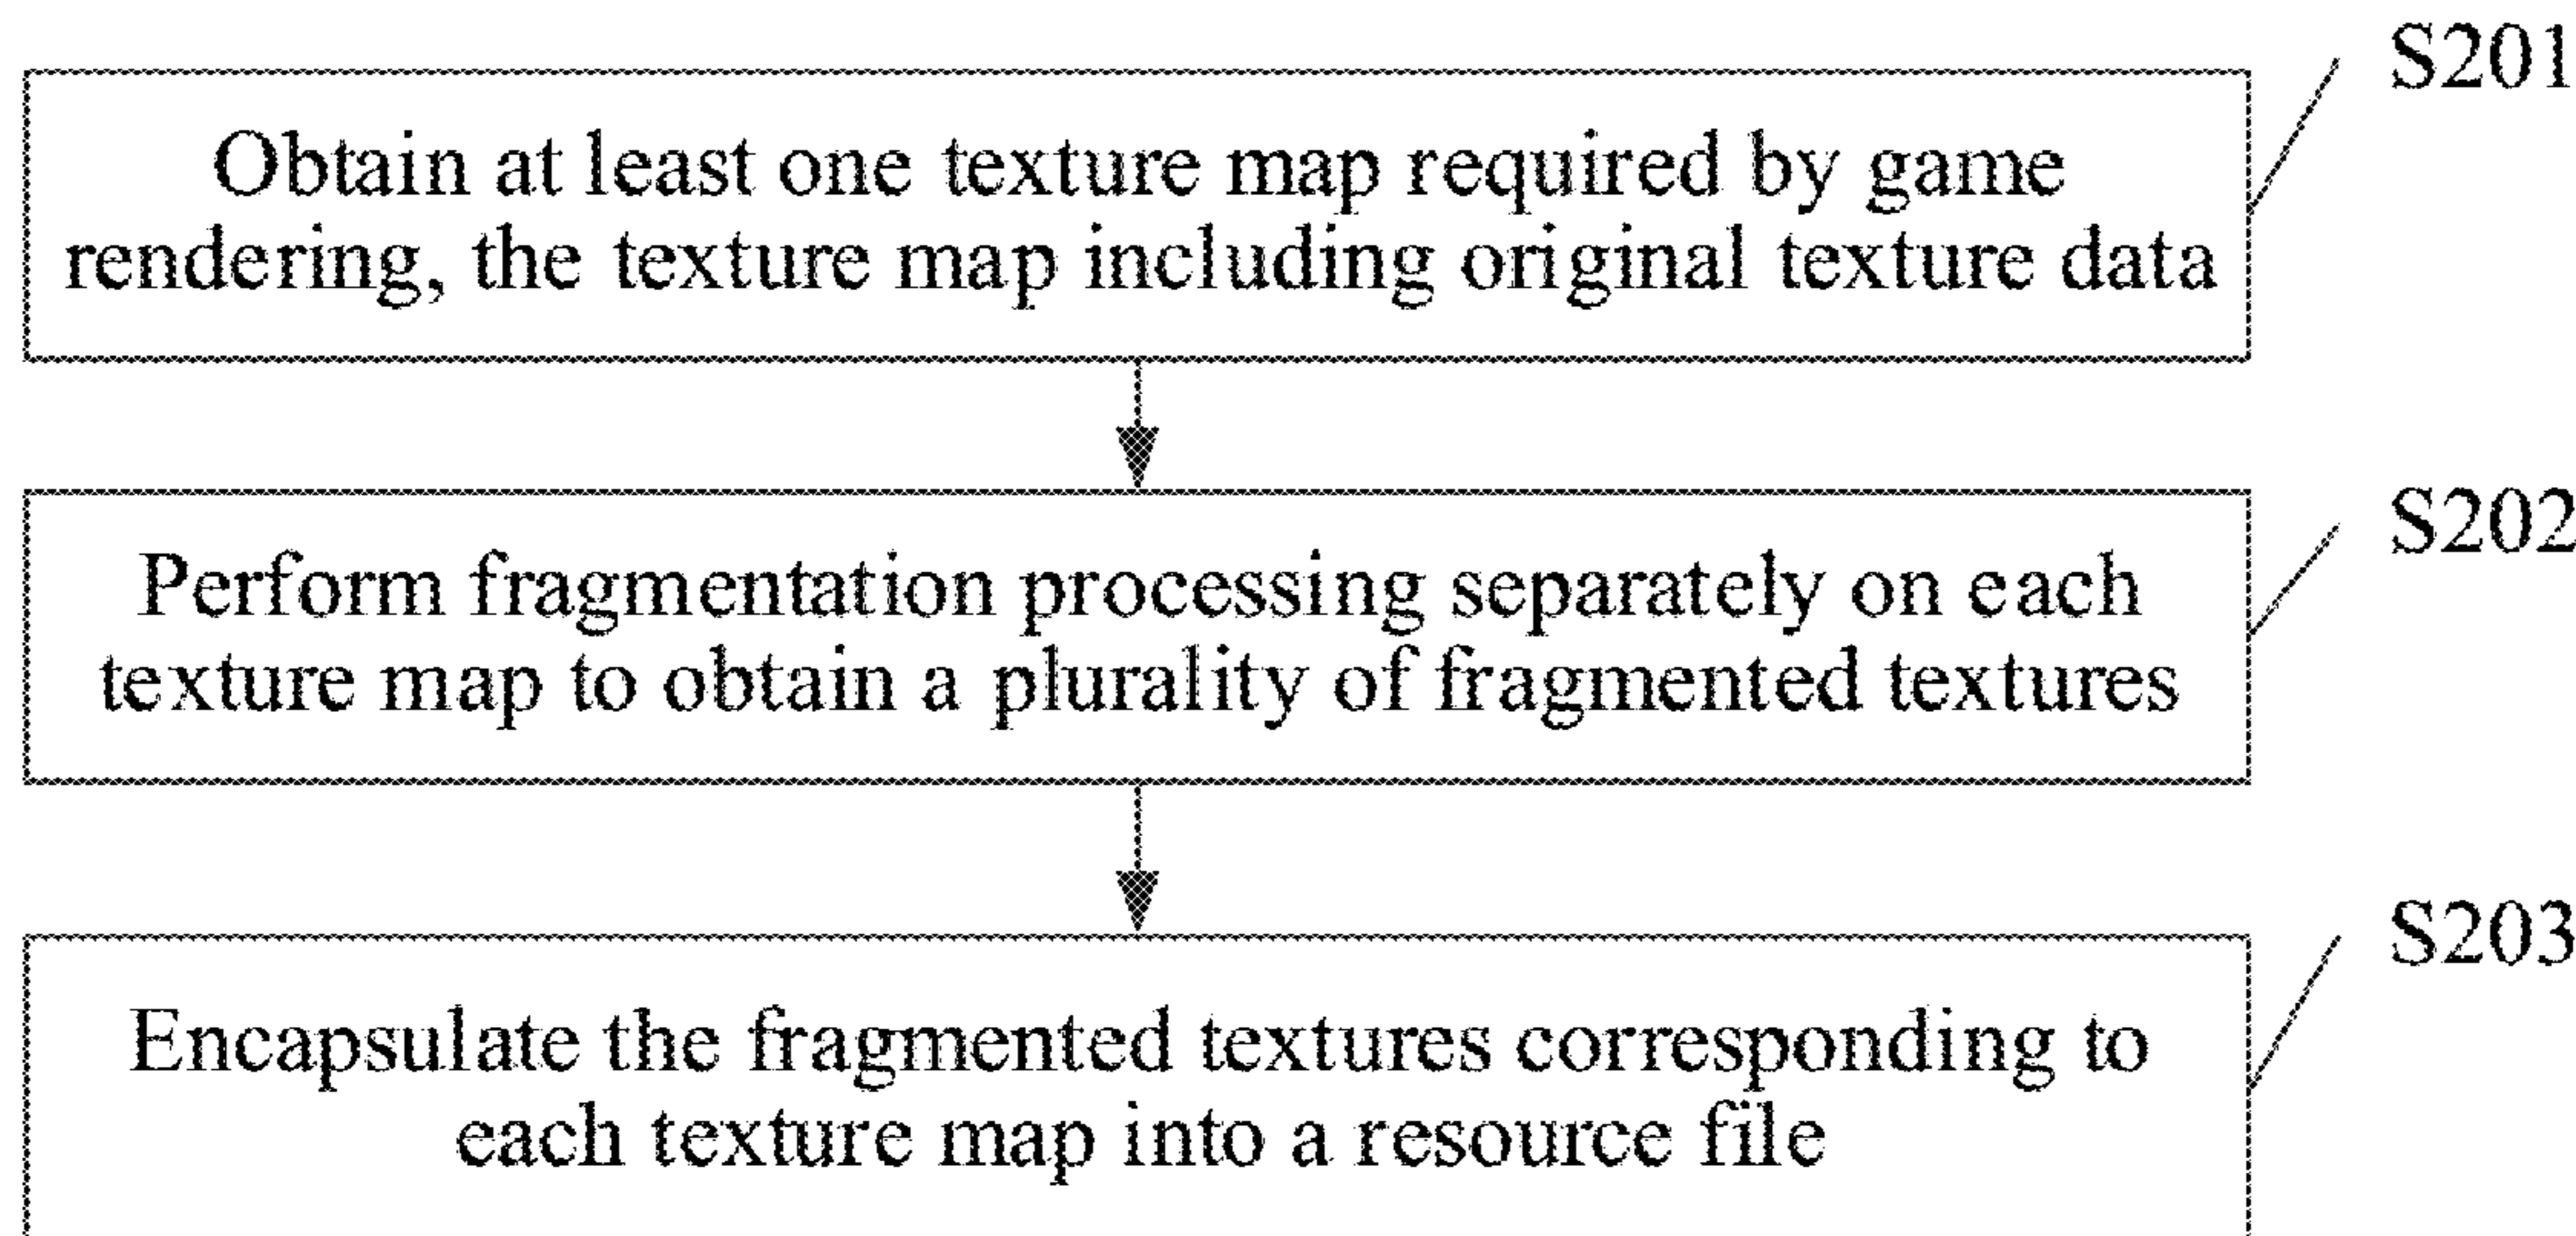 S201
Obtain at least one texture map required by game
rendering, the texture map including original texture data
S202
Perform fragmentation processing separately on each
texture map to obtain a plurality of fragmented textures
S203
Encapsulate the fragmented textures corresponding to
each texture map into a resource file